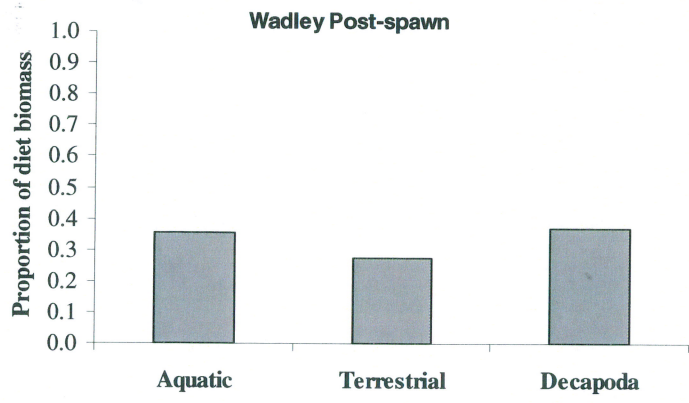 Wadley Post-spawn
Proportion of diet biomass
1.0
0.9
0.8
0.7
0.6
0.5
0.4
0.3
0.2
0.1
0.0
Aquatic
Terrestrial
Decapoda